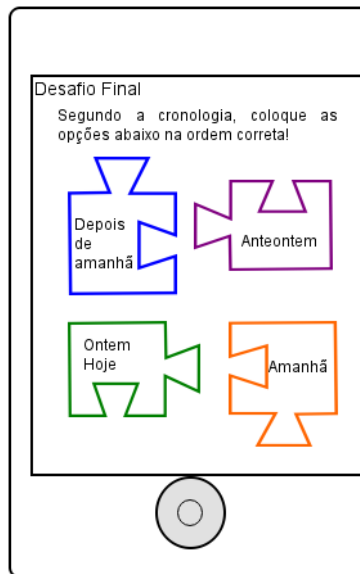 Desafio Final
Segundo a cronologia, coloque as
opções abaixo na ordem correta!
Depois
de
amanhã
Anteontem
Ontem
Hoje
Amanhã